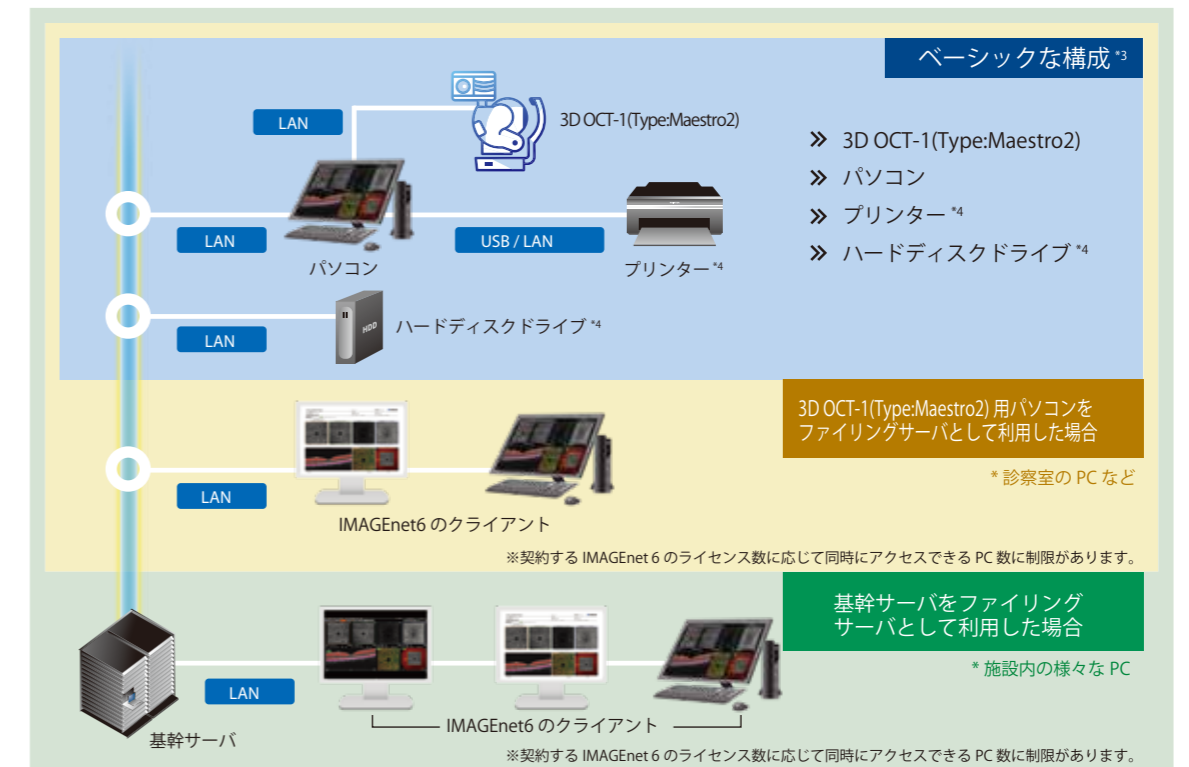 ベーシックな構成 *3
LAN
3D OCT-1(Type:Maestro2)
» 3D OCT-1(Type:Maestro2)
» パソコン
» プリンター *4
» ハードディスクドライブ *4
LAN
USB / LAN
パソコン
プリンター *4
LAN
HDD
ハードディスクドライブ *4
3D OCT-1(Type:Maestro2) 用パソコンを
ファイリングサーバとして利用した場合
* 診察室の PC など
LAN
IMAGEnet6 のクライアント
※契約する IMAGEnet 6 のライセンス数に応じて同時にアクセスできる PC 数に制限があります。
基幹サーバをファイリング
サーバとして利用した場合
* 施設内の様々な PC
LAN
IMAGEnet6 のクライアント
基幹サーバ
※契約する IMAGEnet 6 のライセンス数に応じて同時にアクセスできる PC 数に制限があります。